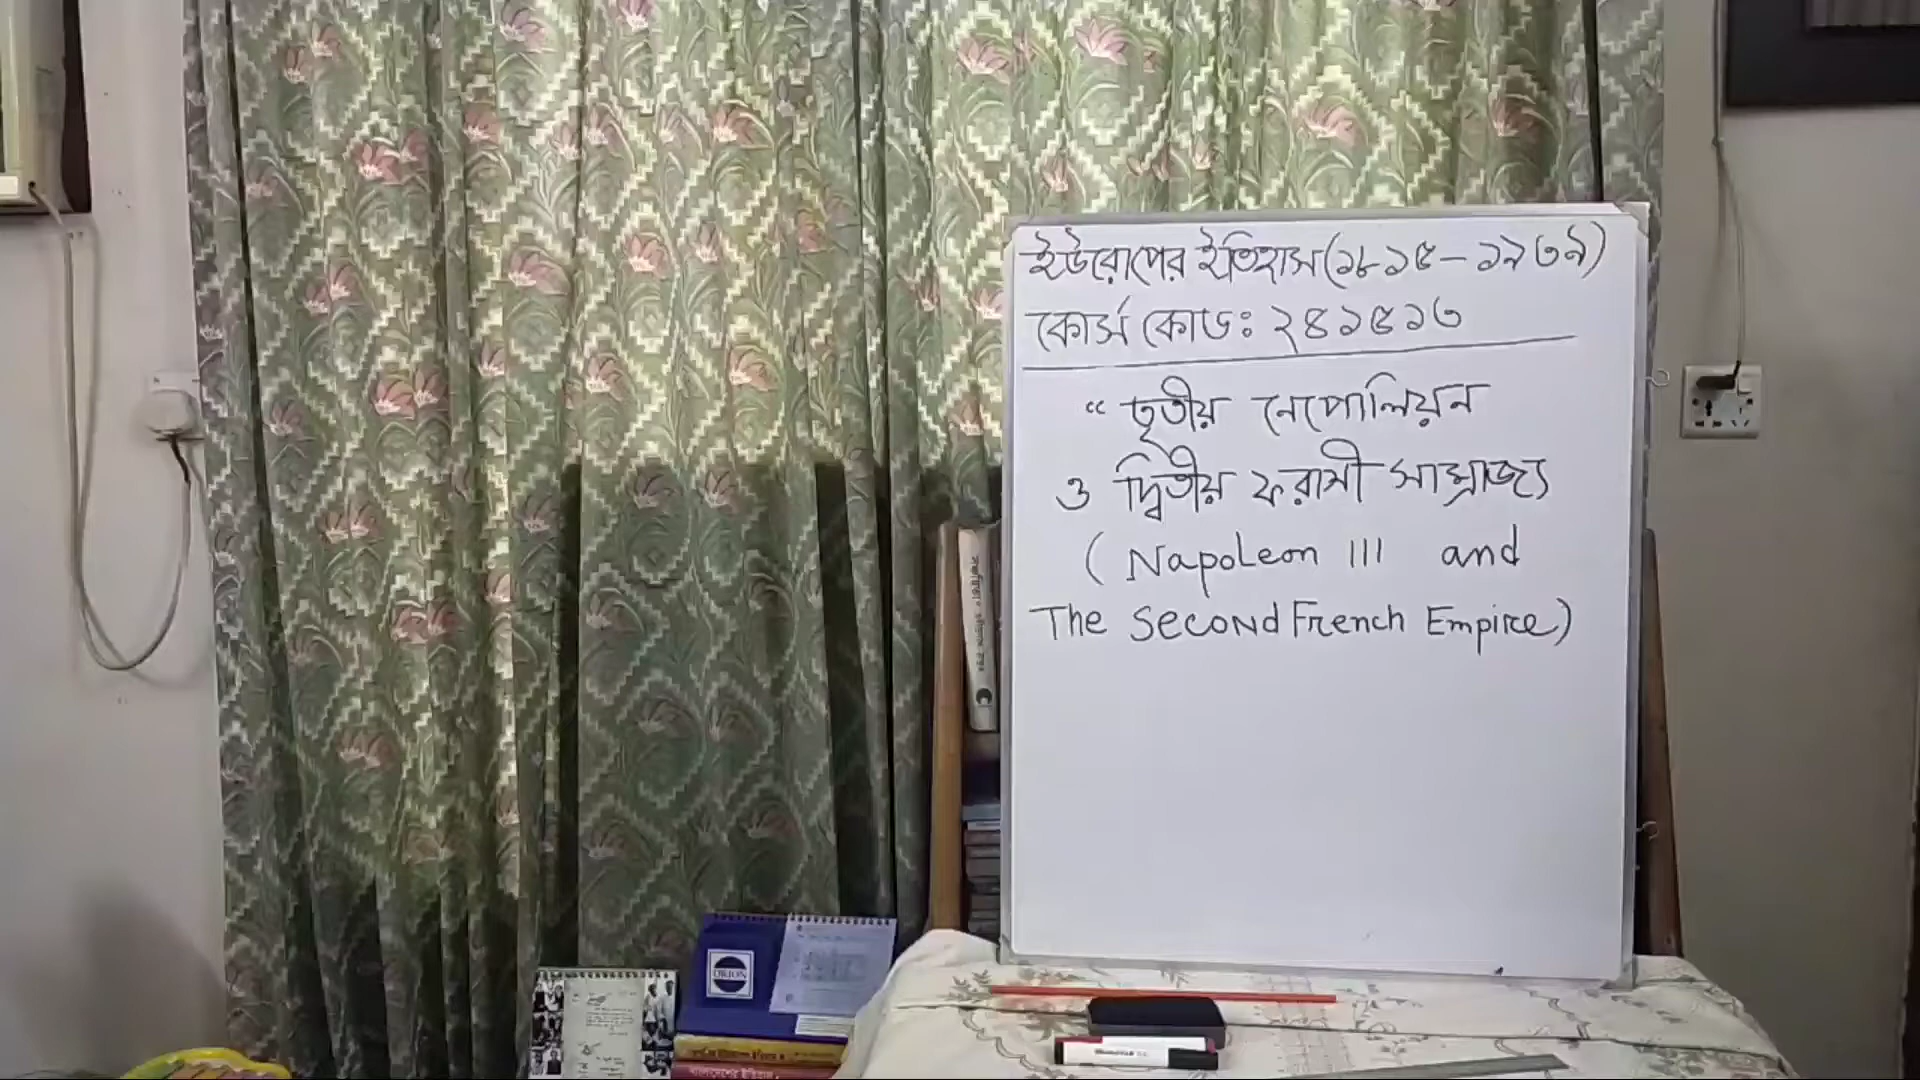 ইউরোপের ইতিহাস (১৮১৫ - ১৯৩৯)
কোর্স কোডঃ ২৪১৫১৩
“ তৃতীয় নেপোলিয়ন
ও দ্বিতীয় ফরাসী সাম্রাজ্য
( Napoleon III and
The Second French Empire)
ORION